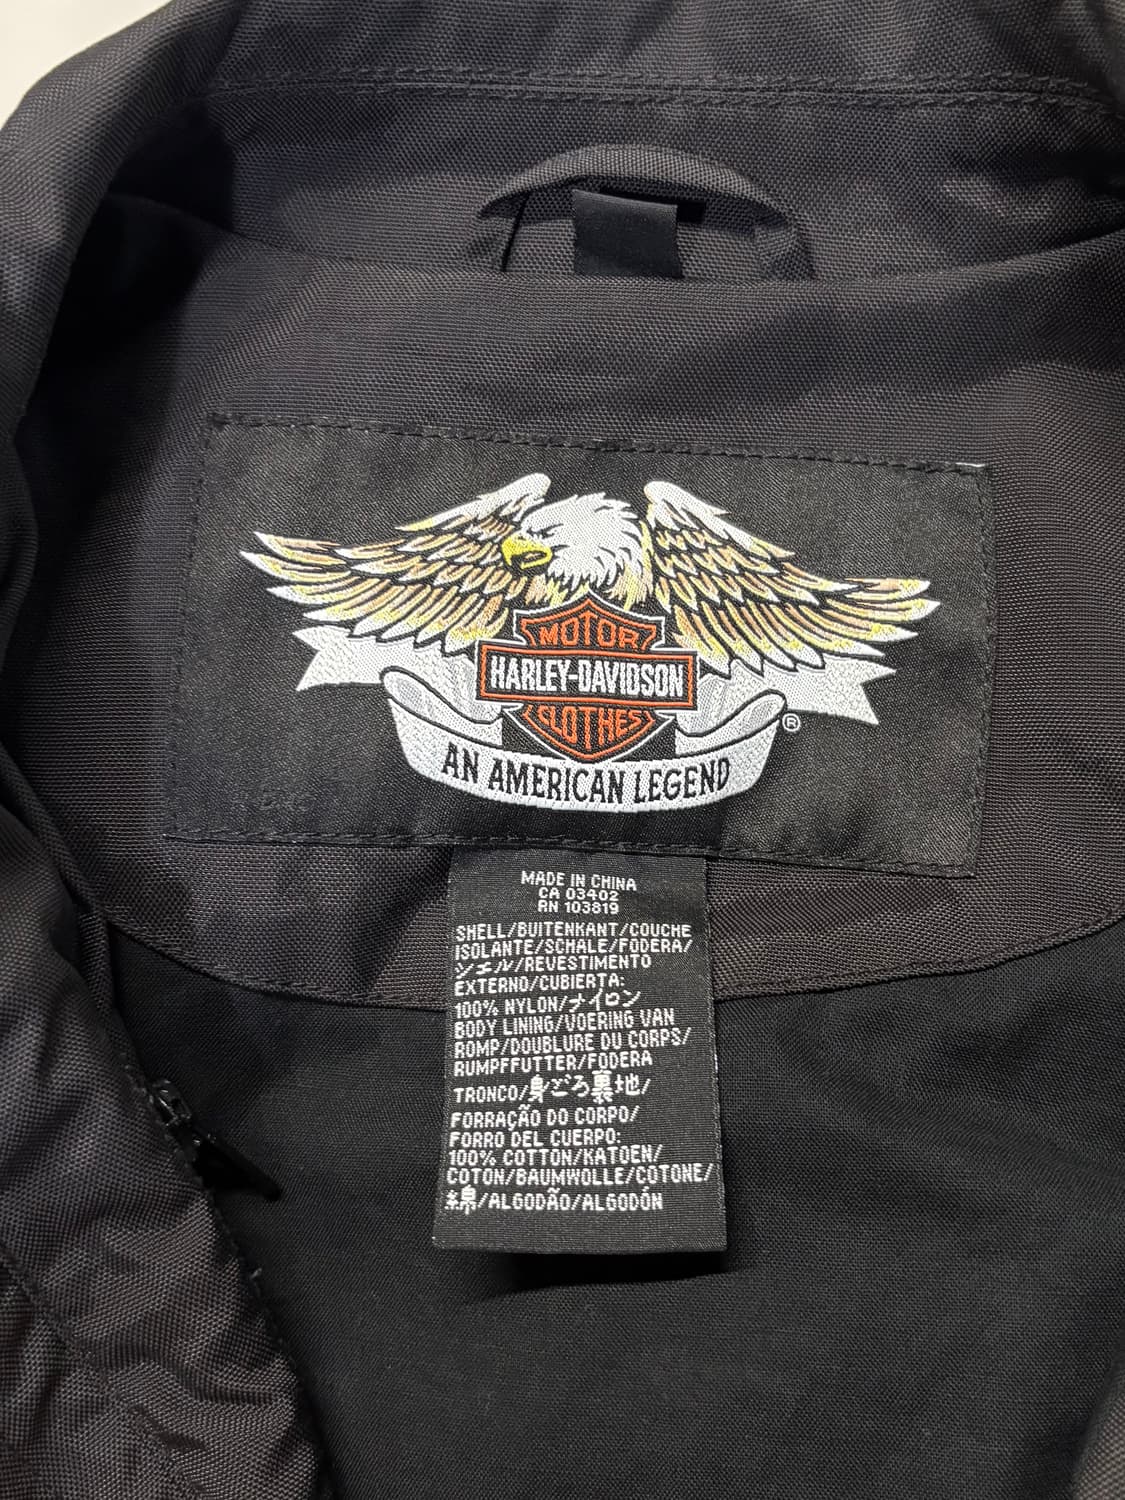 MOTOR
HARLEY-DAVIDSON
CLOTHES
®
AN AMERICAN LEGEND
MADE IN CHINA
CA 03402
RN 103819
SHELL/BUITENKANT/COUCHE
ISOLANTE/SCHALE/FODERA/
シェル/REVESTIMENTO
EXTERNO/CUBIERTA:
100% NYLON/ナイロン
BODY LINING/VOERING VAN
ROMP/DOUBLURE DU CORPS/
RUMPFFUTTER/FODERA
TRONCO/身ごろ裏地/
FORRAÇÃO DO CORPO/
FORRO DEL CUERPO:
100% COTTON/KATOEN/
COTON/BAUMWOLLE/COTONE/
綿/ALGODÃO/ALGODÓN